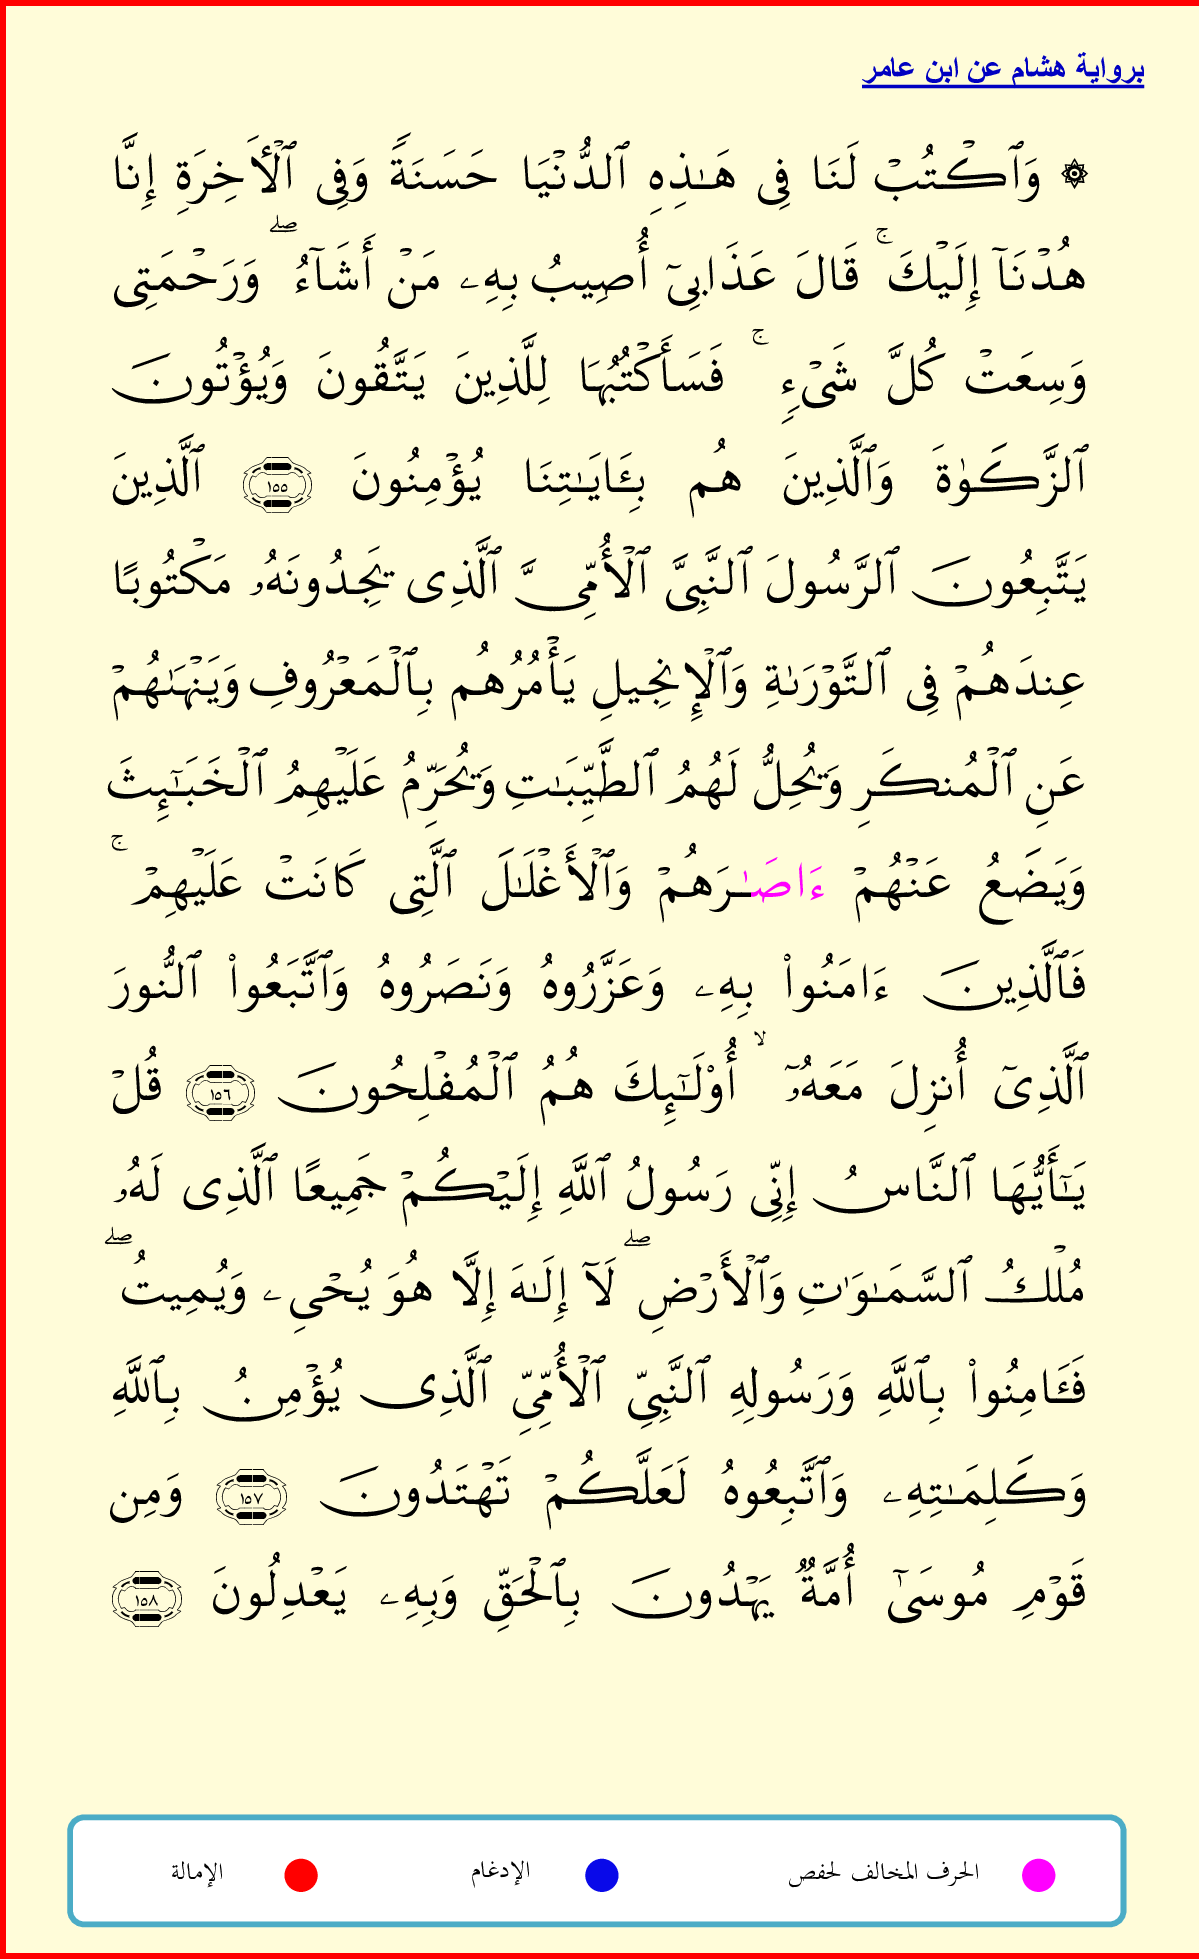 برواية هشام عن ابن عامر
۞ وَٱكۡتُبۡ لَنَا فِى هَـٰذِهِ ٱلدُّنۡيَا حَسَنَةً وَفِى ٱلۡأَخِرَةِ إِنَّا
هُدۡنَآ إِلَيۡكَ ۚ قَالَ عَذَابِىٓ أُصِيبُ بِهِۦ مَنۡ أَشَآءُ ۖ وَرَحۡمَتِى
وَسِعَتۡ كُلَّ شَىۡءٍ ۚ فَسَأَكۡتُبُهَا لِلَّذِينَ يَتَّقُونَ وَيُؤۡتُونَ
ٱلزَّكَوٰةَ وَٱلَّذِينَ هُم بِـَٔايَـٰتِنَا يُؤۡمِنُونَ ١٥٥ ٱلَّذِينَ
يَتَّبِعُونَ ٱلرَّسُولَ ٱلنَّبِىَّ ٱلۡأُمِّىَّ ٱلَّذِى يَجِدُونَهُۥ مَكۡتُوبًا
عِندَهُمۡ فِى ٱلتَّوۡرَىٰةِ وَٱلۡإِنجِيلِ يَأۡمُرُهُم بِٱلۡمَعۡرُوفِ وَيَنۡهَىٰهُمۡ
عَنِ ٱلۡمُنكَرِ وَيُحِلُّ لَهُمُ ٱلطَّيِّبَـٰتِ وَيُحَرِّمُ عَلَيۡهِمُ ٱلۡخَبَـٰٓئِثَ
وَيَضَعُ عَنۡهُمۡ ءَاصَـٰرَهُمۡ وَٱلۡأَغۡلَـٰلَ ٱلَّتِى كَانَتۡ عَلَيۡهِمۡ ۚ
فَٱلَّذِينَ ءَامَنُوا۟ بِهِۦ وَعَزَّرُوهُ وَنَصَرُوهُ وَٱتَّبَعُوا۟ ٱلنُّورَ
ٱلَّذِىٓ أُنزِلَ مَعَهُۥٓ ۙ أُو۟لَـٰٓئِكَ هُمُ ٱلۡمُفۡلِحُونَ ١٥٦ قُلۡ
يَـٰٓأَيُّهَا ٱلنَّاسُ إِنِّى رَسُولُ ٱللَّهِ إِلَيۡكُمۡ جَمِيعًا ٱلَّذِى لَهُۥ
مُلۡكُ ٱلسَّمَـٰوَٰتِ وَٱلۡأَرۡضِ ۖ لَآ إِلَـٰهَ إِلَّا هُوَ يُحۡىِۦ وَيُمِيتُ ۖ
فَـَٔامِنُوا۟ بِٱللَّهِ وَرَسُولِهِ ٱلنَّبِىِّ ٱلۡأُمِّىِّ ٱلَّذِى يُؤۡمِنُ بِٱللَّهِ
وَكَلِمَـٰتِهِۦ وَٱتَّبِعُوهُ لَعَلَّكُمۡ تَهۡتَدُونَ ١٥٧ وَمِن
قَوۡمِ مُوسَىٰٓ أُمَّةٌ يَهۡدُونَ بِٱلۡحَقِّ وَبِهِۦ يَعۡدِلُونَ ١٥٨
الحرف المخالف لحفص الإدغام الإمالة